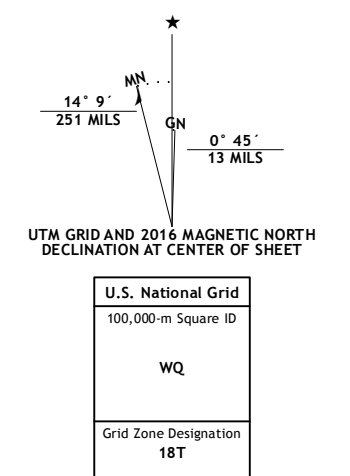 ★
MN
GN
14° 9´
251 MILS
0° 45´
13 MILS
UTM GRID AND 2016 MAGNETIC NORTH
DECLINATION AT CENTER OF SHEET
U.S. National Grid
100,000-m Square ID
WQ
Grid Zone Designation
18T